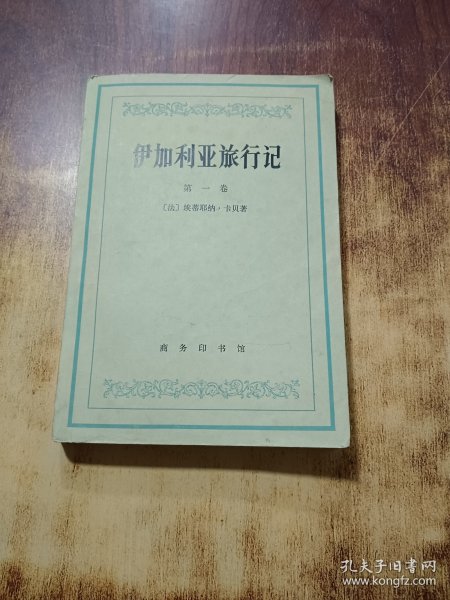 伊加利亚旅行记
第一卷
〔法〕埃蒂耶纳·卡贝著
商务印书馆
孔夫子旧书网
www.kongfz.com